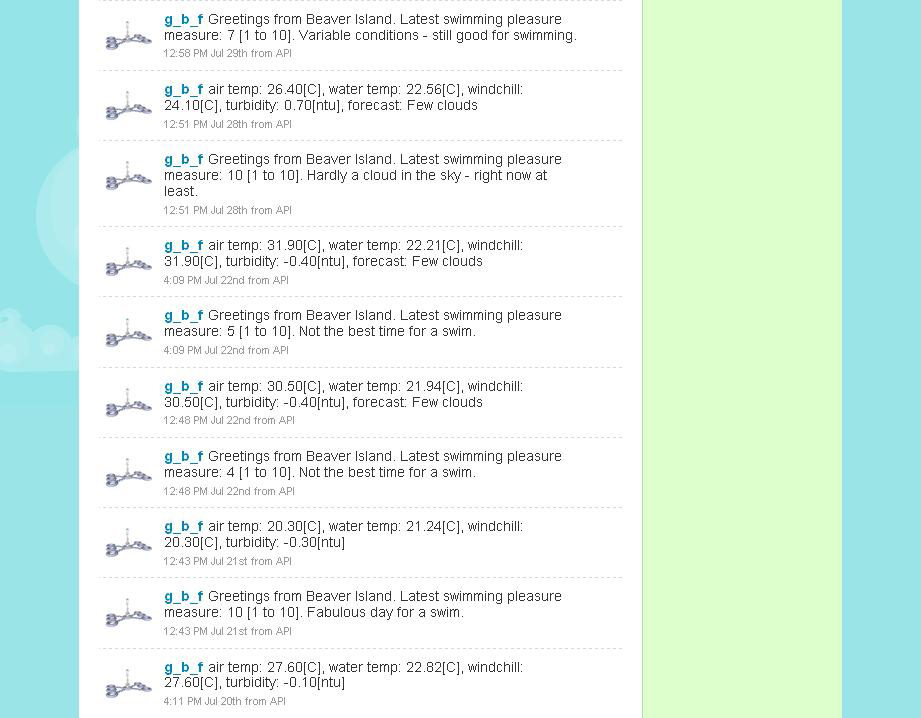 g_b_f Greetings from Beaver Island. Latest swimming pleasure
measure: 7 [1 to 10]. Variable conditions - still good for swimming.
12:58 PM Jul 29th from API
g_b_f air temp: 26.40[C], water temp: 22.56[C], windchill:
24.10[C], turbidity: 0.70[ntu], forecast: Few clouds
12:51 PM Jul 28th from API
g_b_f Greetings from Beaver Island. Latest swimming pleasure
measure: 10 [1 to 10]. Hardly a cloud in the sky - right now at
least.
12:51 PM Jul 28th from API
g_b_f air temp: 31.90[C], water temp: 22.21[C], windchill:
31.90[C], turbidity: -0.40[ntu], forecast: Few clouds
4:09 PM Jul 22nd from API
g_b_f Greetings from Beaver Island. Latest swimming pleasure
measure: 5 [1 to 10]. Not the best time for a swim.
4:09 PM Jul 22nd from API
g_b_f air temp: 30.50[C], water temp: 21.94[C], windchill:
30.50[C], turbidity: -0.40[ntu], forecast: Few clouds
12:48 PM Jul 22nd from API
g_b_f Greetings from Beaver Island. Latest swimming pleasure
measure: 4 [1 to 10]. Not the best time for a swim.
12:48 PM Jul 22nd from API
g_b_f air temp: 20.30[C], water temp: 21.24[C], windchill:
20.30[C], turbidity: -0.30[ntu]
12:43 PM Jul 21st from API
g_b_f Greetings from Beaver Island. Latest swimming pleasure
measure: 10 [1 to 10]. Fabulous day for a swim.
12:43 PM Jul 21st from API
g_b_f air temp: 27.60[C], water temp: 22.82[C], windchill:
27.60[C], turbidity: -0.10[ntu]
4:11 PM Jul 20th from API